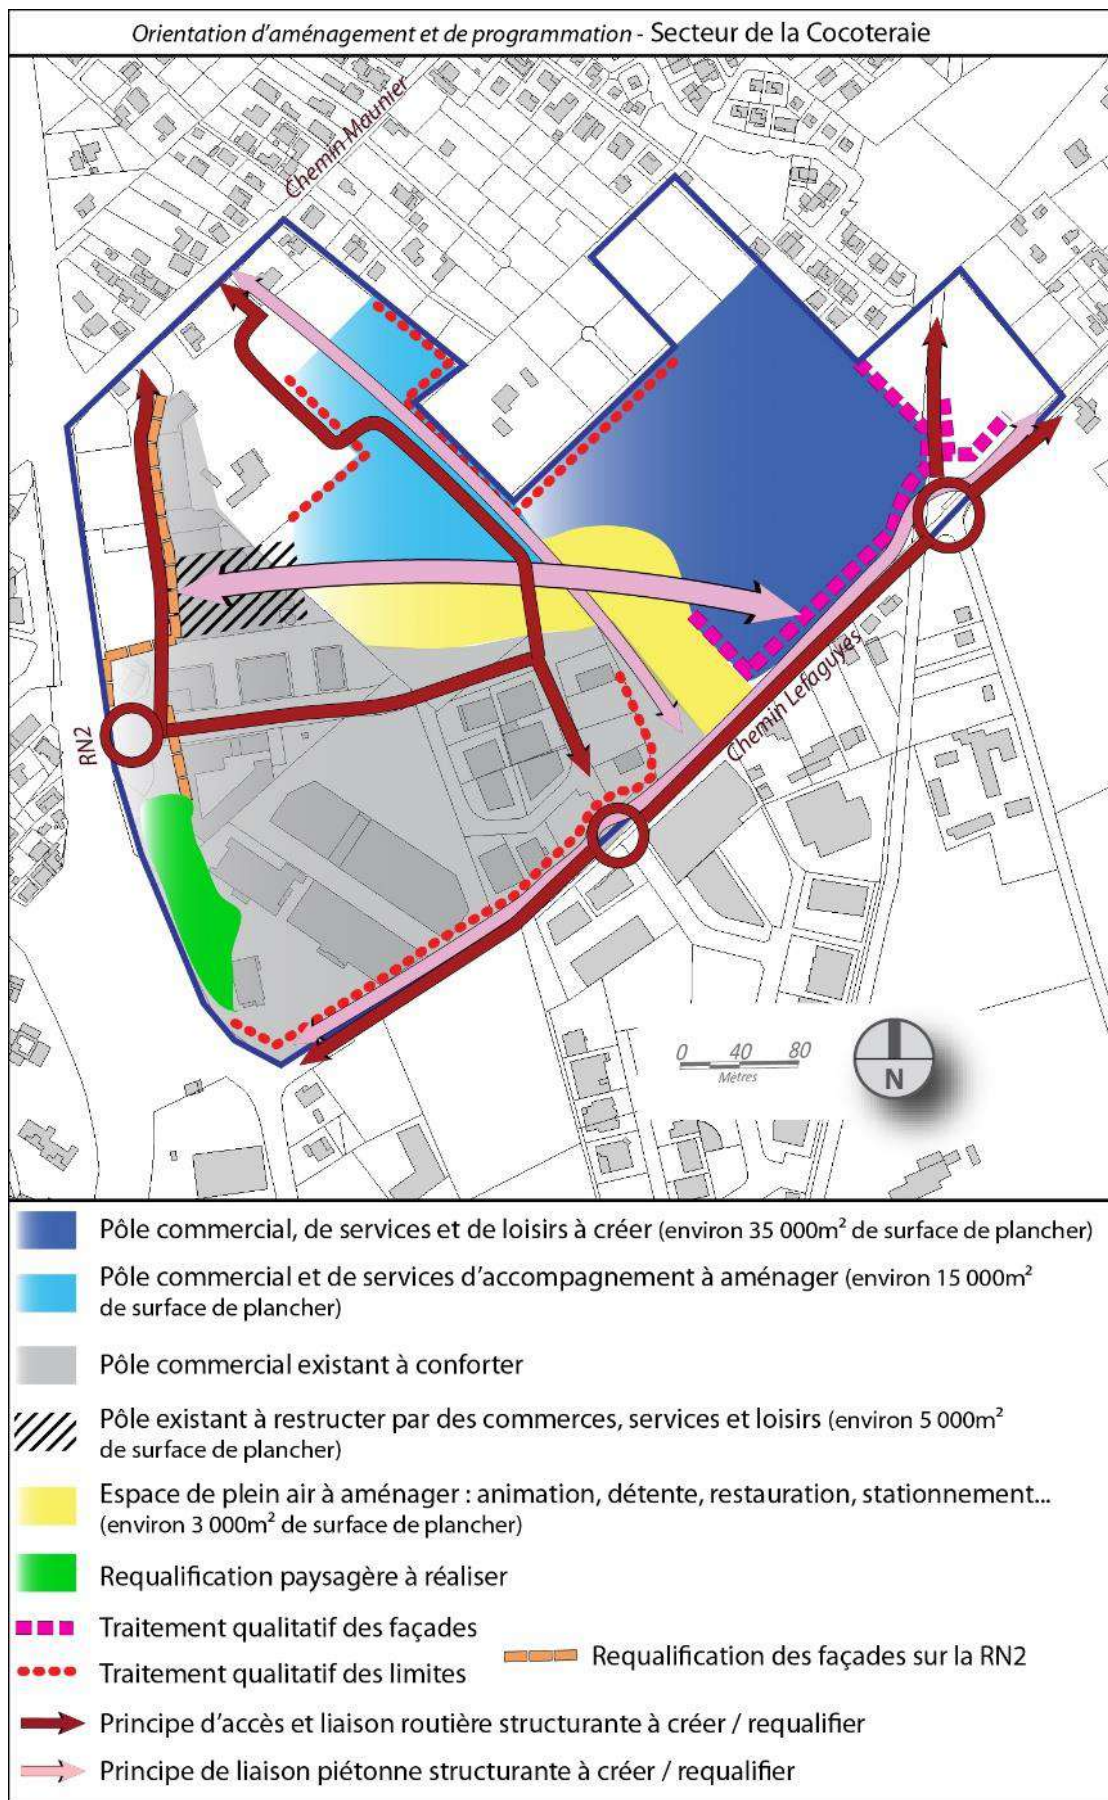 Orientation d'aménagement et de programmation - Secteur de la Cocoteraie
Chemin Maunier
RN2
Chemin Lefaguyes
0 40 80
Mètres
N
Pôle commercial, de services et de loisirs à créer (environ 35 000m² de surface de plancher)
Pôle commercial et de services d'accompagnement à aménager (environ 15 000m²
de surface de plancher)
Pôle commercial existant à conforter
Pôle existant à restructer par des commerces, services et loisirs (environ 5 000m²
de surface de plancher)
Espace de plein air à aménager : animation, détente, restauration, stationnement...
(environ 3 000m² de surface de plancher)
Requalification paysagère à réaliser
Traitement qualitatif des façades
Requalification des façades sur la RN2
Traitement qualitatif des limites
Principe d'accès et liaison routière structurante à créer / requalifier
Principe de liaison piétonne structurante à créer / requalifier